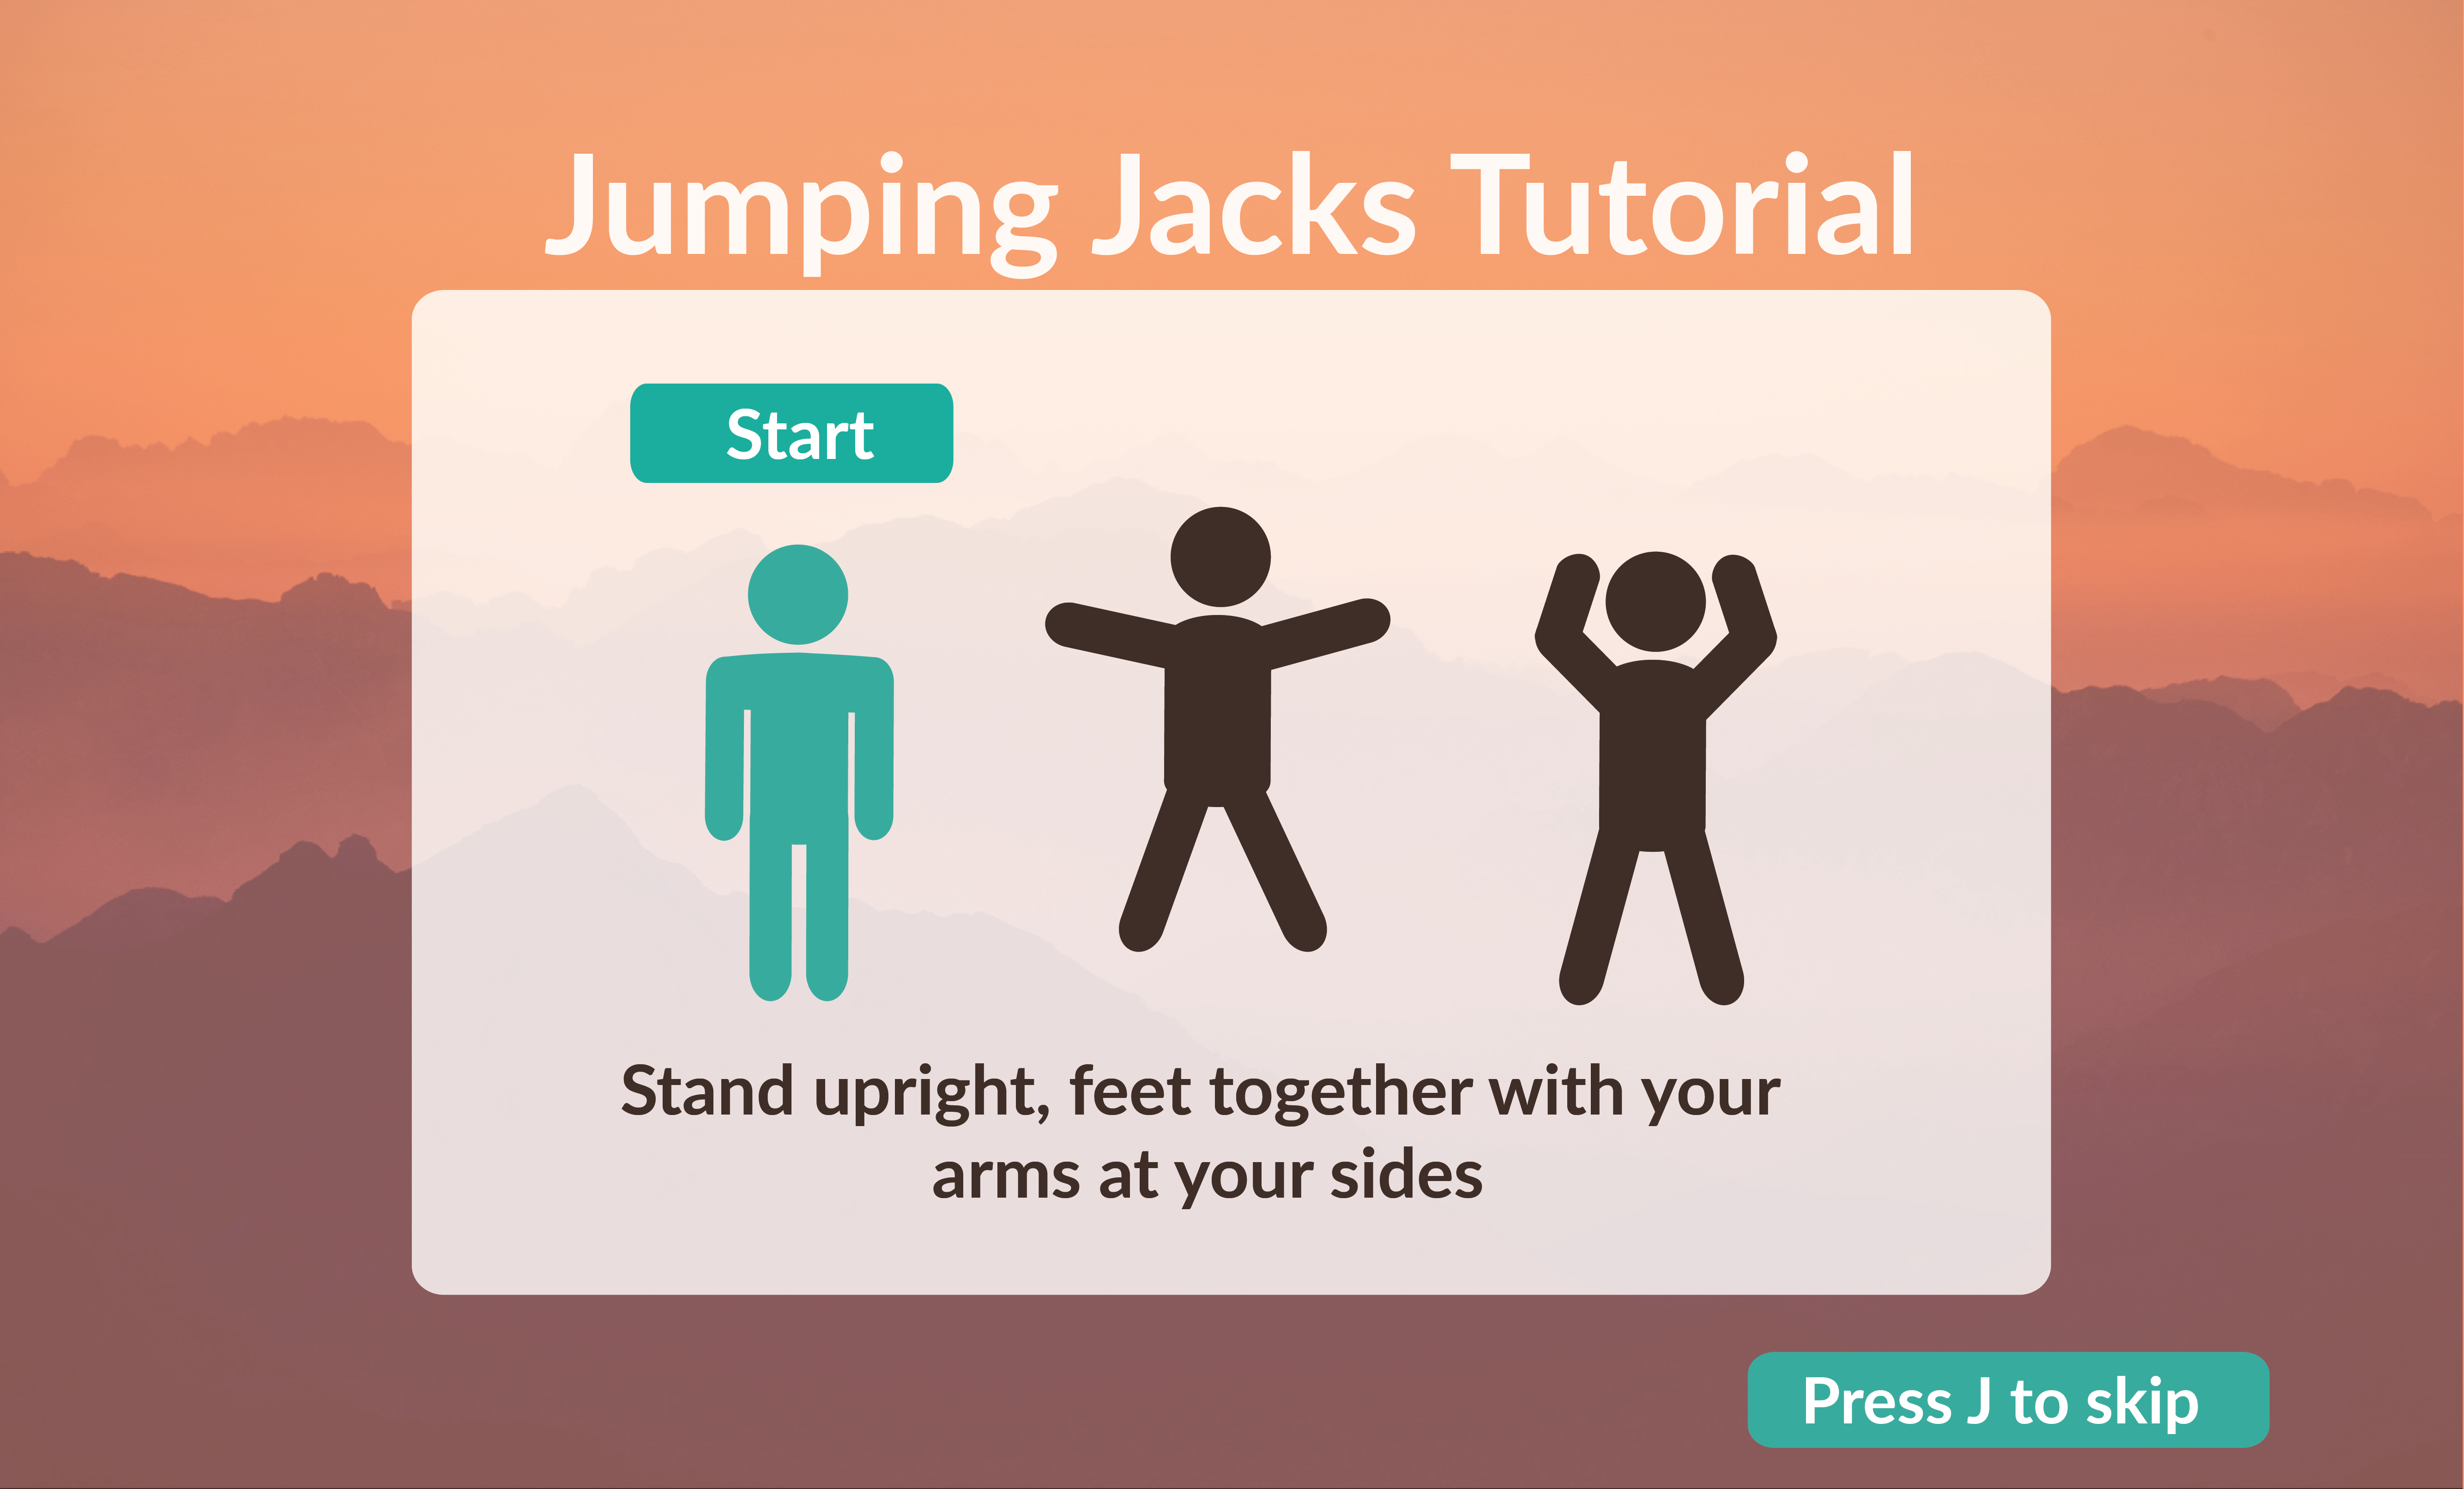 Jumping Jacks Tutorial
Start
Stand upright, feet together with your
arms at your sides
Press J to skip